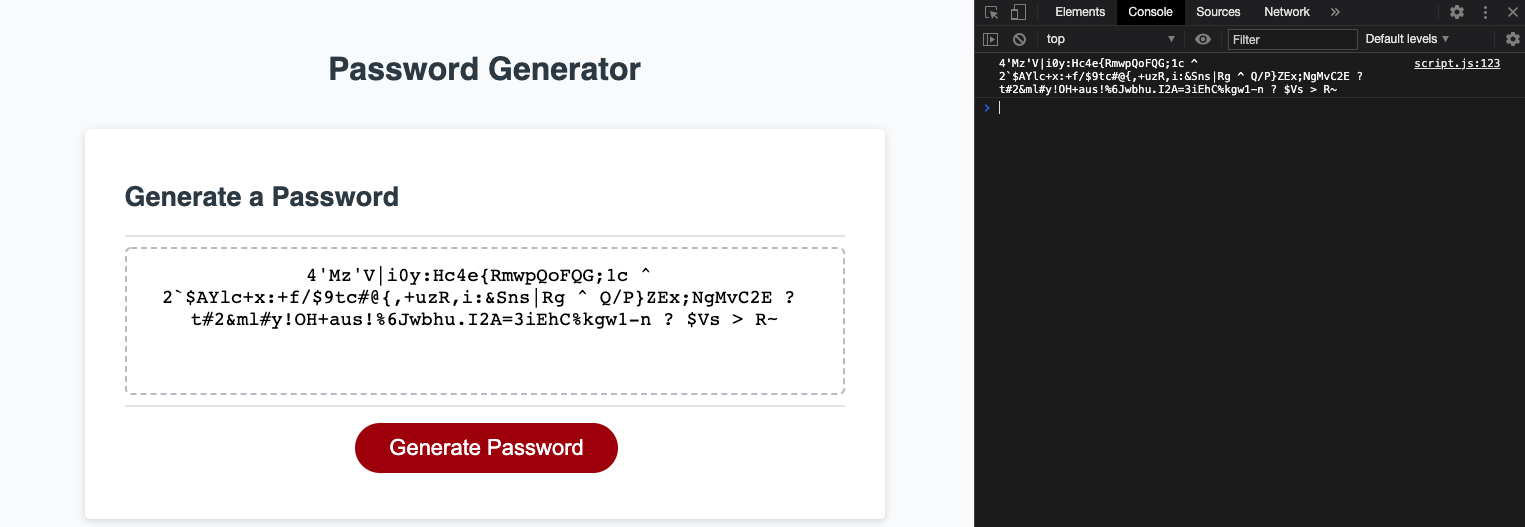 Password Generator
Generate a Password
4'Mz'V|i0y:Hc4e{RmwpQoFQG;1c ^
2`$AYlc+x:+f/$9tc#@{,+uzR,i:&Sns|Rg ^ Q/P}ZEx;NgMvC2E ?
t#2&ml#y!OH+aus!%6Jwbhu.I2A=3iEhC%kgw1-n ? $Vs > R~
Generate Password
Elements Console Sources Network »
top Filter Default levels
4'Mz'V|i0y:Hc4e{RmwpQoFQG;1c ^ script.js:123
2`$AYlc+x:+f/$9tc#@{,+uzR,i:&Sns|Rg ^ Q/P}ZEx;NgMvC2E ?
t#2&ml#y!OH+aus!%6Jwbhu.I2A=3iEhC%kgw1-n ? $Vs > R~
>